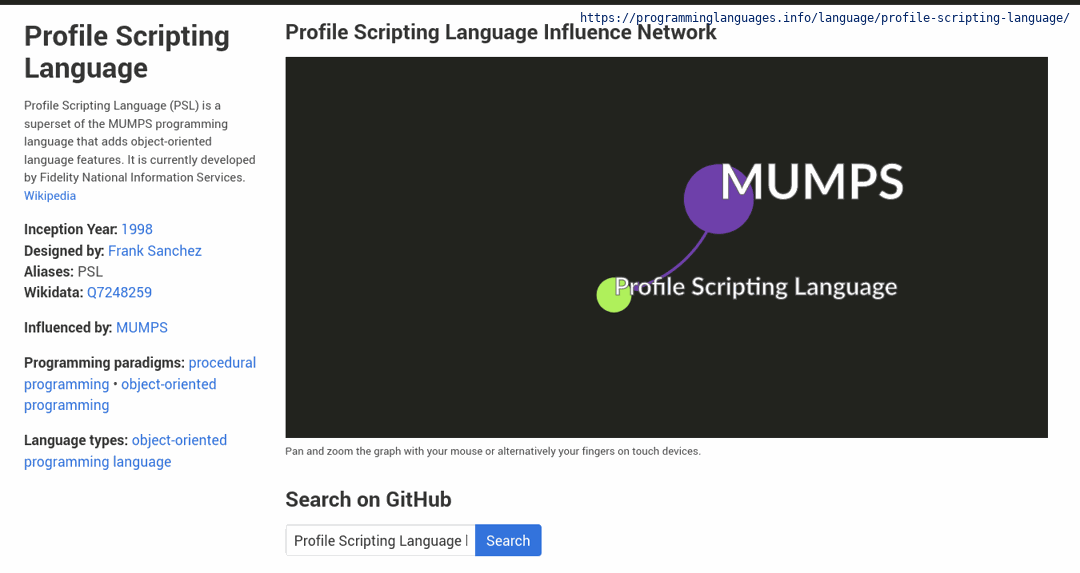 https://programminglanguages.info/language/profile-scripting-language/
Profile Scripting
Language
Profile Scripting Language (PSL) is a
superset of the MUMPS programming
language that adds object-oriented
language features. It is currently developed
by Fidelity National Information Services.
Wikipedia
Inception Year: 1998
Designed by: Frank Sanchez
Aliases: PSL
Wikidata: Q7248259
Influenced by: MUMPS
Programming paradigms: procedural
programming • object-oriented
programming
Language types: object-oriented
programming language
Profile Scripting Language Influence Network
MUMPS
Profile Scripting Language
Pan and zoom the graph with your mouse or alternatively your fingers on touch devices.
Search on GitHub
Profile Scripting Language
Search